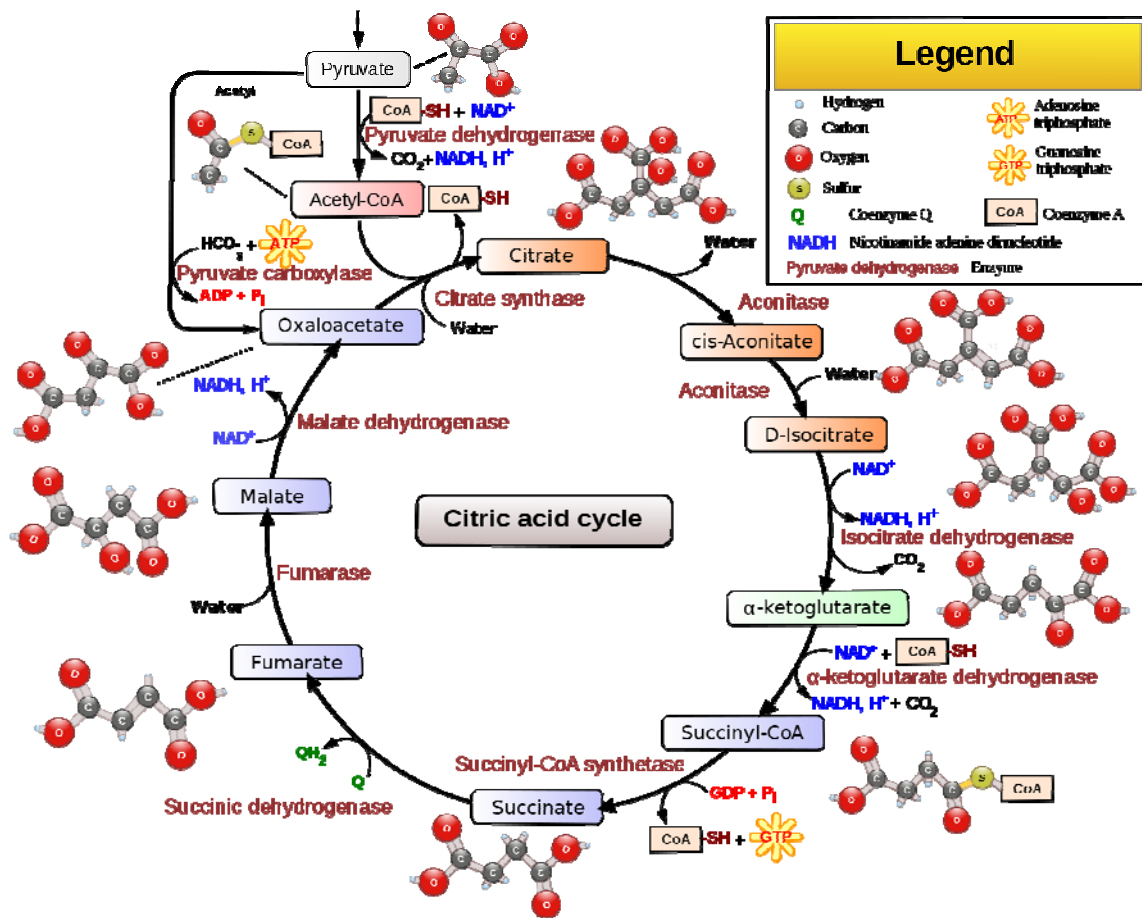 Legend
Hydrogen
Carbon
Oxygen
S Sulfur
Q Coenzyme Q
NADH Nicotinamide adenine dinucleotide
Pyruvate dehydrogenase Enzyme
ATP Adenosine triphosphate
GTP Guanosine triphosphate
CoA Coenzyme A
Pyruvate
Acetyl
CoA-SH + NAD⁺
Pyruvate dehydrogenase
CO₂ + NADH, H⁺
S CoA
Acetyl-CoA
CoA-SH
HCO₃⁻ + ATP
Pyruvate carboxylase
ADP + Pᵢ
Citrate
Water
Citrate synthase
Water
Oxaloacetate
Aconitase
cis-Aconitate
Aconitase
Water
D-Isocitrate
NAD⁺
NADH, H⁺
Isocitrate dehydrogenase
CO₂
α-ketoglutarate
NAD⁺ + CoA-SH
α-ketoglutarate dehydrogenase
NADH, H⁺ + CO₂
Succinyl-CoA
S CoA
Succinyl-CoA synthetase
GDP + Pᵢ
CoA-SH + GTP
Succinate
QH₂
Q
Succinic dehydrogenase
Fumarate
Water
Fumarase
Malate
NAD⁺
Malate dehydrogenase
NADH, H⁺
Citric acid cycle